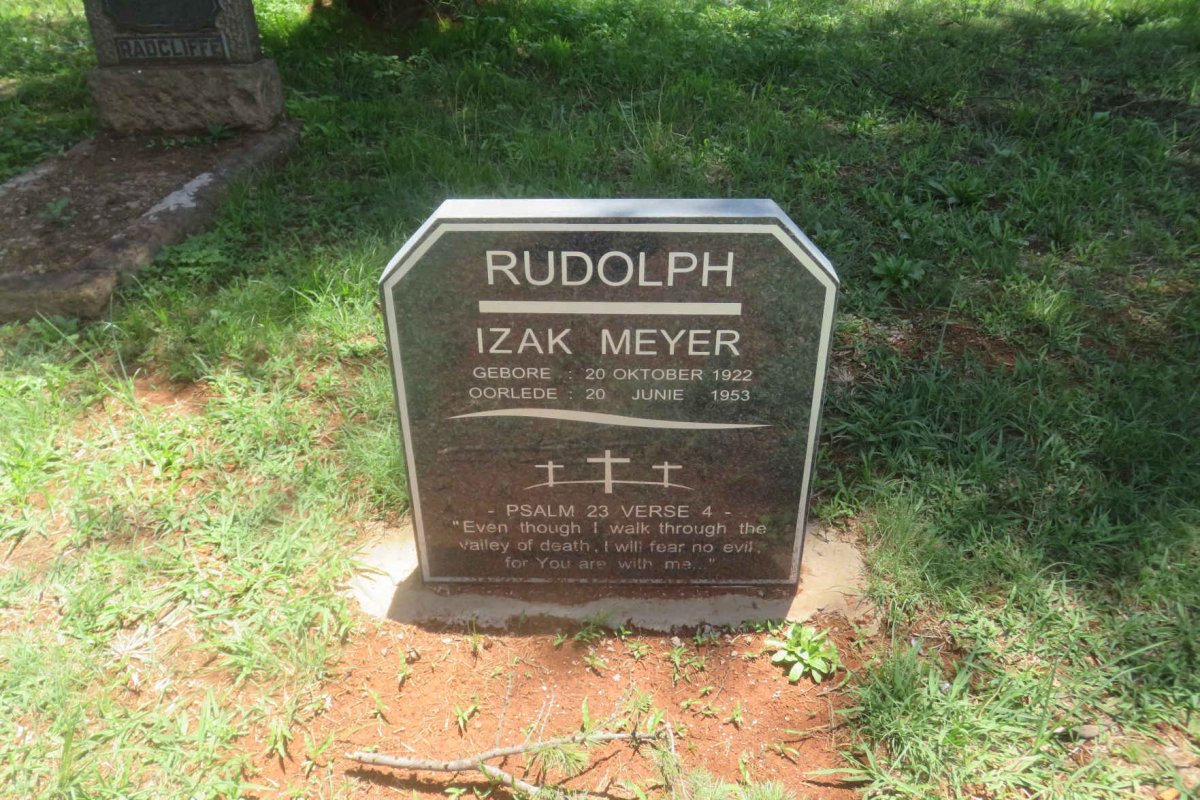 RADCLIFFE
RUDOLPH
IZAK MEYER
GEBORE : 20 OKTOBER 1922
OORLEDE : 20 JUNIE 1953
- PSALM 23 VERSE 4 -
"Even though I walk through the
valley of death, I will fear no evil,
for You are with me..."